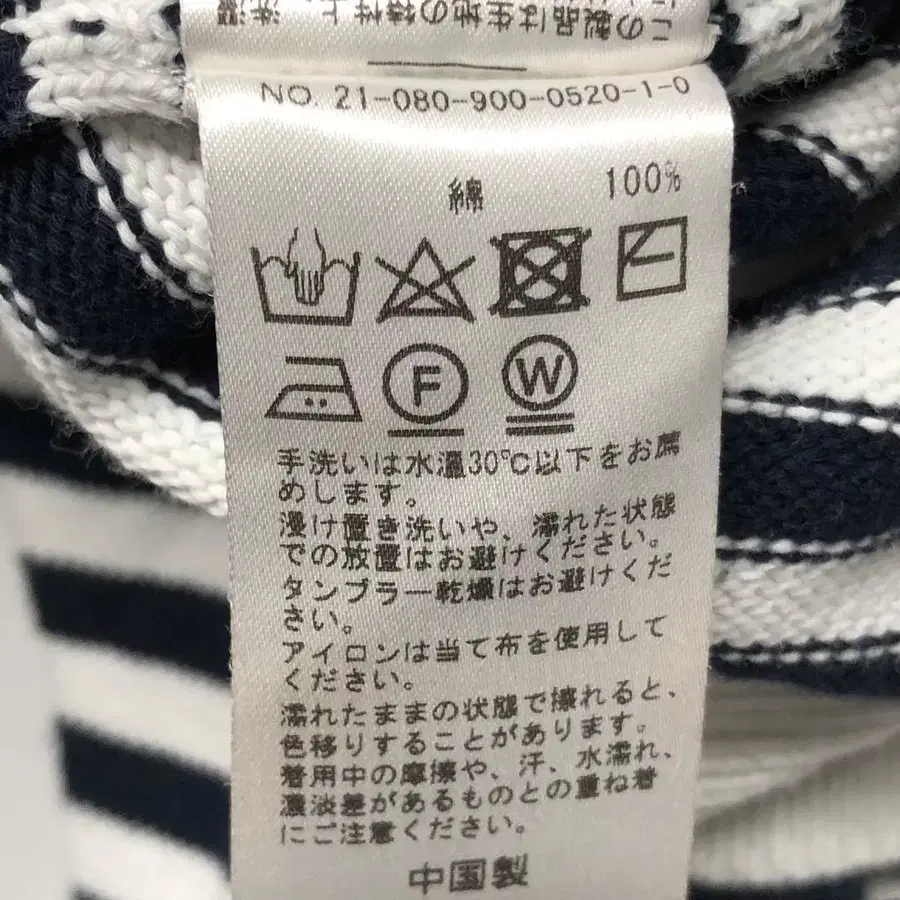 この製品は生地の特性上、
NO. 21-080-900-0520-1-0
綿 100%
F W
手洗いは水温30℃以下をお薦
めします。
浸け置き洗いや、濡れた状態
での放置はお避けください。
タンブラー乾燥はお避けくだ
さい。
アイロンは当て布を使用して
ください。
濡れたままの状態で擦れると、
色移りすることがあります。
着用中の摩擦や、汗、水濡れ、
濃淡差があるものとの重ね着
にご注意ください。
中国製